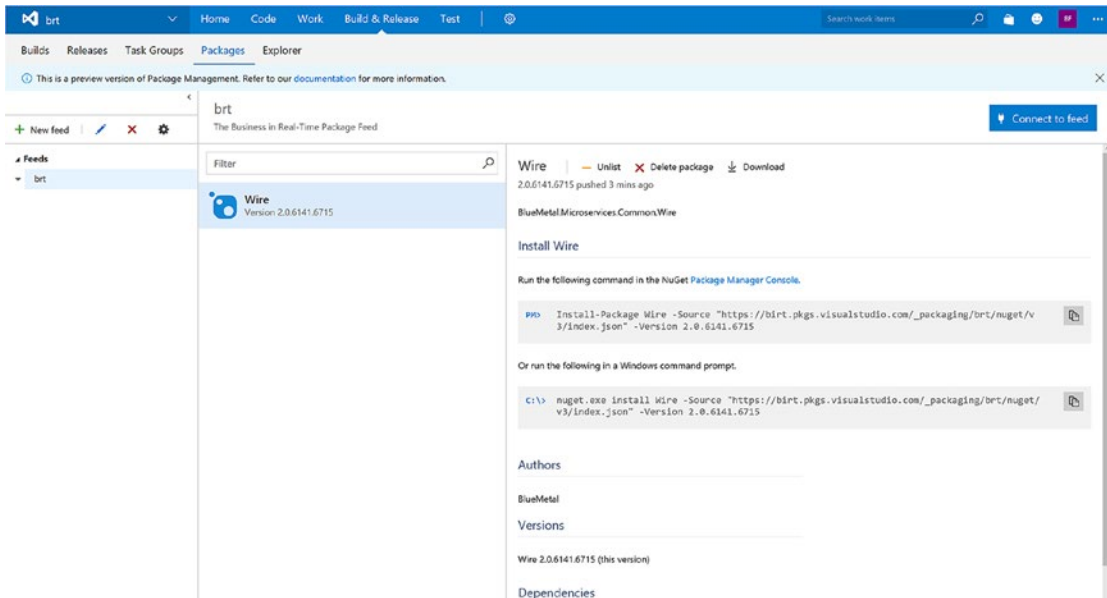 brt Home Code Work Build & Release Test Search work items BF
Builds Releases Task Groups Packages Explorer
This is a preview version of Package Management. Refer to our documentation for more information.
+ New feed
Feeds
brt
brt
The Business in Real-Time Package Feed
Connect to feed
Filter
Wire
Version 2.0.6141.6715
Wire Unlist Delete package Download
2.0.6141.6715 pushed 3 mins ago
BlueMetal.Microservices.Common.Wire
Install Wire
Run the following command in the NuGet Package Manager Console.
PM> Install-Package Wire -Source "https://birt.pkgs.visualstudio.com/_packaging/brt/nuget/v
3/index.json" -Version 2.0.6141.6715
Or run the following in a Windows command prompt.
C:\> nuget.exe install Wire -Source "https://birt.pkgs.visualstudio.com/_packaging/brt/nuget/
v3/index.json" -Version 2.0.6141.6715
Authors
BlueMetal
Versions
Wire 2.0.6141.6715 (this version)
Dependencies